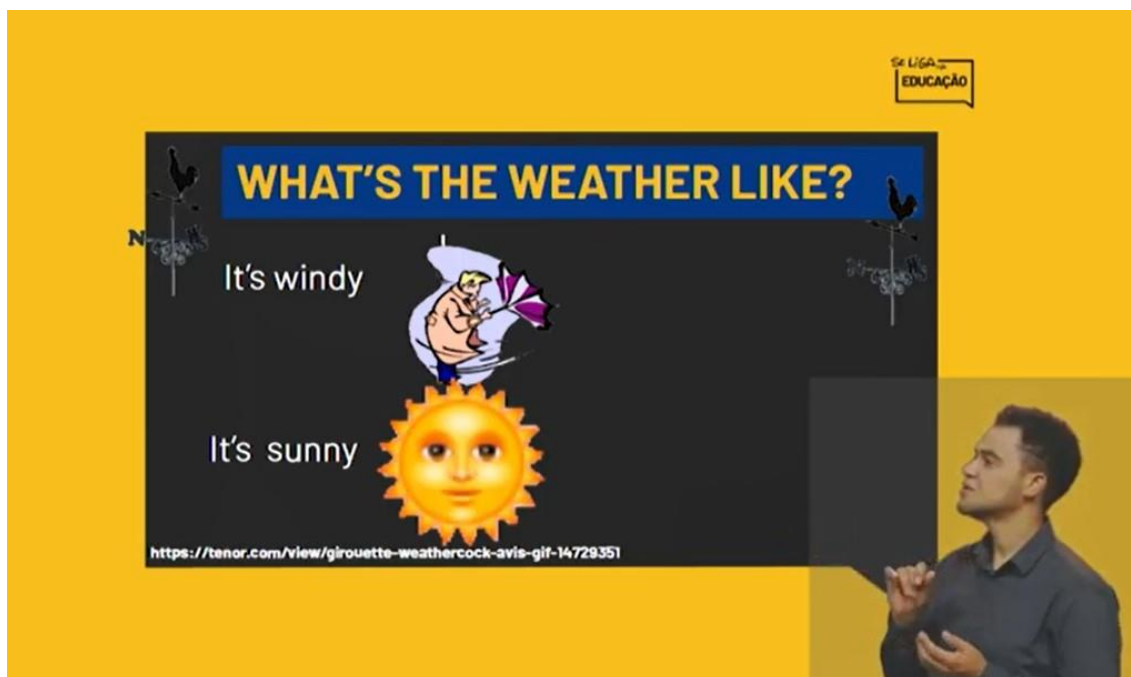 Se LiGA
EDUCAÇÃO
WHAT'S THE WEATHER LIKE?
N
It's windy
It's sunny
https://tenor.com/view/girouette-weathercock-avis-gif-14729351